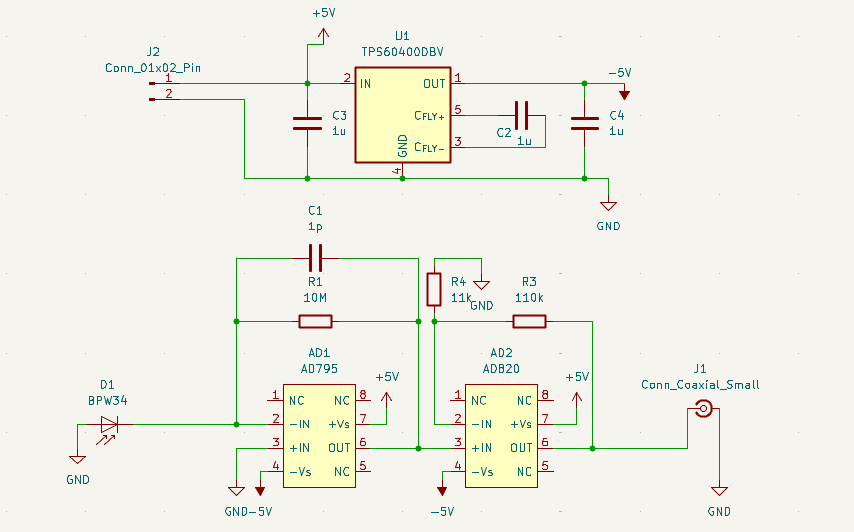 +5V
J2
Conn_01x02_Pin
1
2
U1
TPS60400DBV
2 IN OUT 1
-5V
CFLY+ 5
CFLY- 3
GND
4
C3
1u
C2
1u
C4
1u
GND
C1
1p
R1
10M
R4
11k
GND
R3
110k
AD1
AD795
+5V
1 NC NC 8
2 -IN +Vs 7
3 +IN OUT 6
4 -Vs NC 5
AD2
AD820
+5V
1 NC NC 8
2 -IN +Vs 7
3 +IN OUT 6
4 -Vs NC 5
D1
BPW34
GND
GND
-5V
-5V
J1
Conn_Coaxial_Small
GND